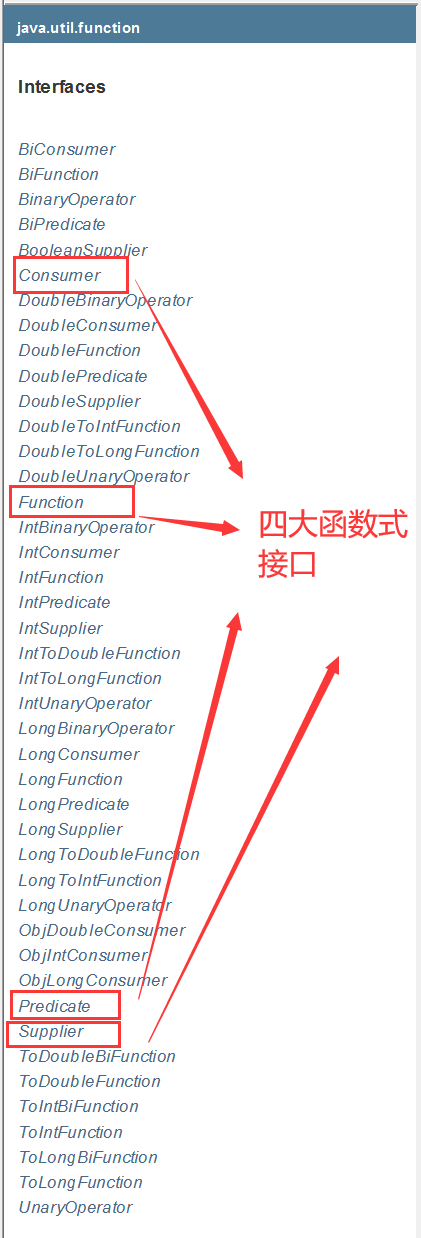 java.util.function
Interfaces
BiConsumer
BiFunction
BinaryOperator
BiPredicate
BooleanSupplier
Consumer
DoubleBinaryOperator
DoubleConsumer
DoubleFunction
DoublePredicate
DoubleSupplier
DoubleToIntFunction
DoubleToLongFunction
DoubleUnaryOperator
Function
IntBinaryOperator
IntConsumer
IntFunction
IntPredicate
IntSupplier
IntToDoubleFunction
IntToLongFunction
IntUnaryOperator
LongBinaryOperator
LongConsumer
LongFunction
LongPredicate
LongSupplier
LongToDoubleFunction
LongToIntFunction
LongUnaryOperator
ObjDoubleConsumer
ObjIntConsumer
ObjLongConsumer
Predicate
Supplier
ToDoubleBiFunction
ToDoubleFunction
ToIntBiFunction
ToIntFunction
ToLongBiFunction
ToLongFunction
UnaryOperator
四大函数式
接口